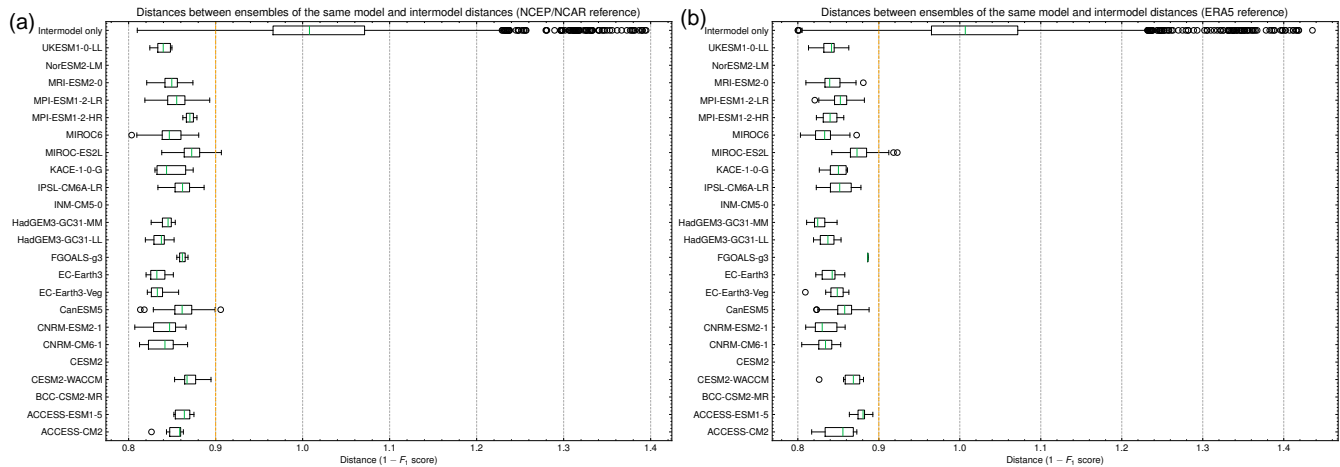 (a)
Distances between ensembles of the same model and intermodel distances (NCEP/NCAR reference)
Intermodel only
UKESM1-0-LL
NorESM2-LM
MRI-ESM2-0
MPI-ESM1-2-LR
MPI-ESM1-2-HR
MIROC6
MIROC-ES2L
KACE-1-0-G
IPSL-CM6A-LR
INM-CM5-0
HadGEM3-GC31-MM
HadGEM3-GC31-LL
FGOALS-g3
EC-Earth3
EC-Earth3-Veg
CanESM5
CNRM-ESM2-1
CNRM-CM6-1
CESM2
CESM2-WACCM
BCC-CSM2-MR
ACCESS-ESM1-5
ACCESS-CM2
0.8 0.9 1.0 1.1 1.2 1.3 1.4
Distance (1 − F₁ score)
(b)
Distances between ensembles of the same model and intermodel distances (ERA5 reference)
Intermodel only
UKESM1-0-LL
NorESM2-LM
MRI-ESM2-0
MPI-ESM1-2-LR
MPI-ESM1-2-HR
MIROC6
MIROC-ES2L
KACE-1-0-G
IPSL-CM6A-LR
INM-CM5-0
HadGEM3-GC31-MM
HadGEM3-GC31-LL
FGOALS-g3
EC-Earth3
EC-Earth3-Veg
CanESM5
CNRM-ESM2-1
CNRM-CM6-1
CESM2
CESM2-WACCM
BCC-CSM2-MR
ACCESS-ESM1-5
ACCESS-CM2
0.8 0.9 1.0 1.1 1.2 1.3 1.4
Distance (1 − F₁ score)